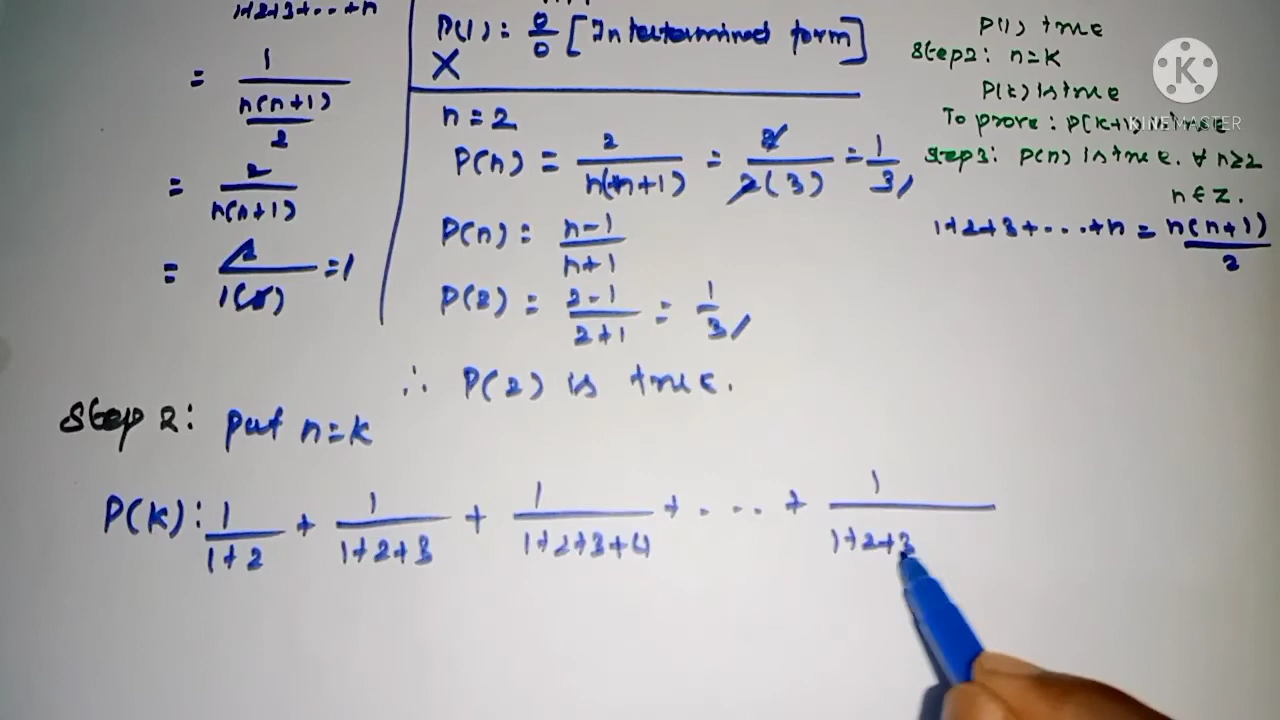 1+2+3+...+n
= 1 / n(n+1)/2
= 2 / n(n+1)
= 2 / 1(2) = 1
P(1): 0/0 [Intetermined form]
X
n = 2
P(n) = 2 / n(n+1) = 2 / 2(3) = 1/3,
P(n) = n-1 / n+1
P(2) = 2-1 / 2+1 = 1/3,
∴ P(2) is true.
P(1) true
Step2: n=k
P(k) is true
To prove: P(k+1) is true
Step3: P(n) is true. ∀ n≥2
n ∈ Z.
1+2+3+...+n = n(n+1) / 2
K
KINEMASTER
Step 2: put n=k
P(k): 1 / 1+2 + 1 / 1+2+3 + 1 / 1+2+3+4 + ... + 1 / 1+2+3